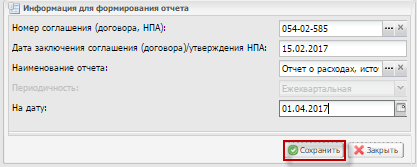 Информация для формирования отчета
Номер соглашения (договора, НПА): 054-02-585
Дата заключения соглашения (договора)/утверждения НПА: 15.02.2017
Наименование отчета: Отчет о расходах, исто
Периодичность: Ежеквартальная
На дату: 01.04.2017
Сохранить Закрыть